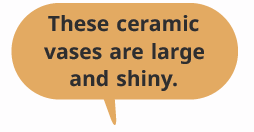 These ceramic
vases are large
and shiny.